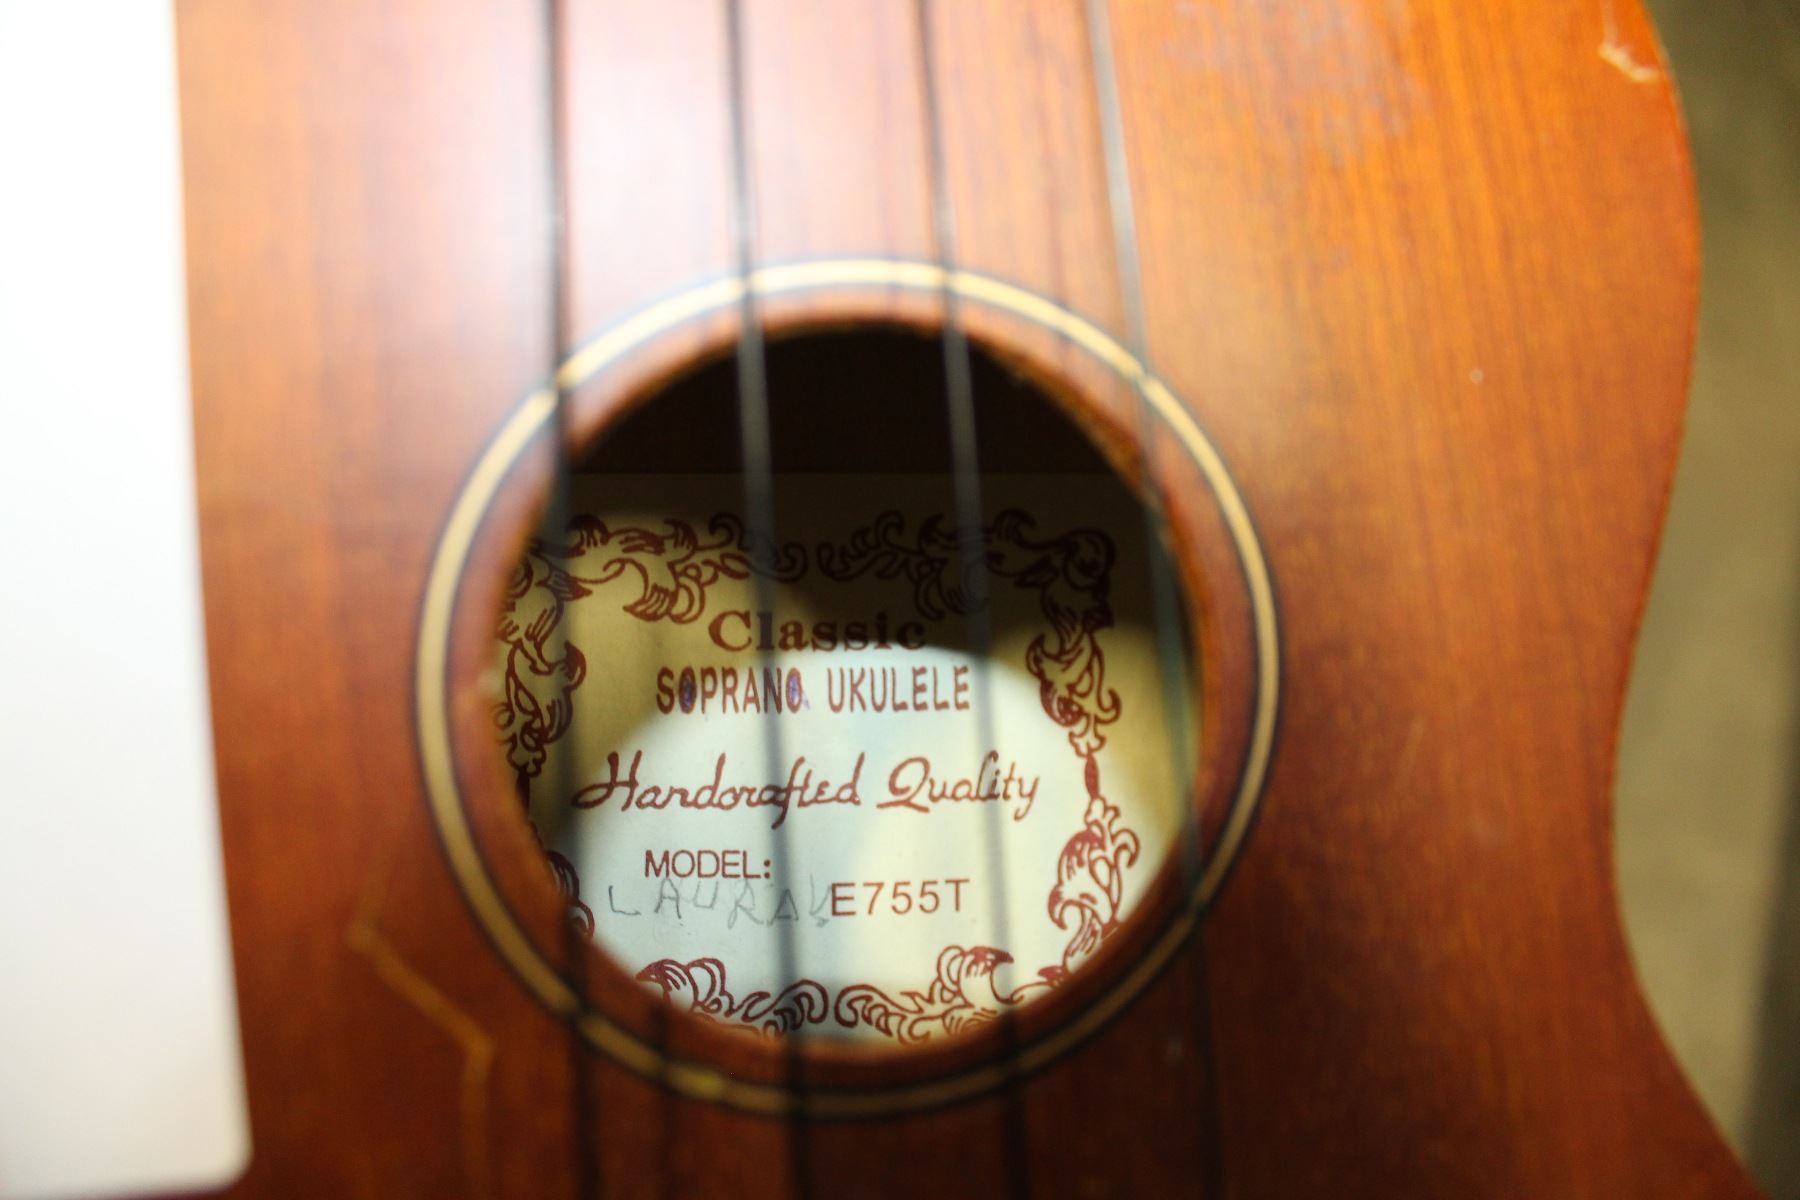 Classic
SOPRANO UKULELE
Handcrafted Quality
MODEL:
LAURA E755T